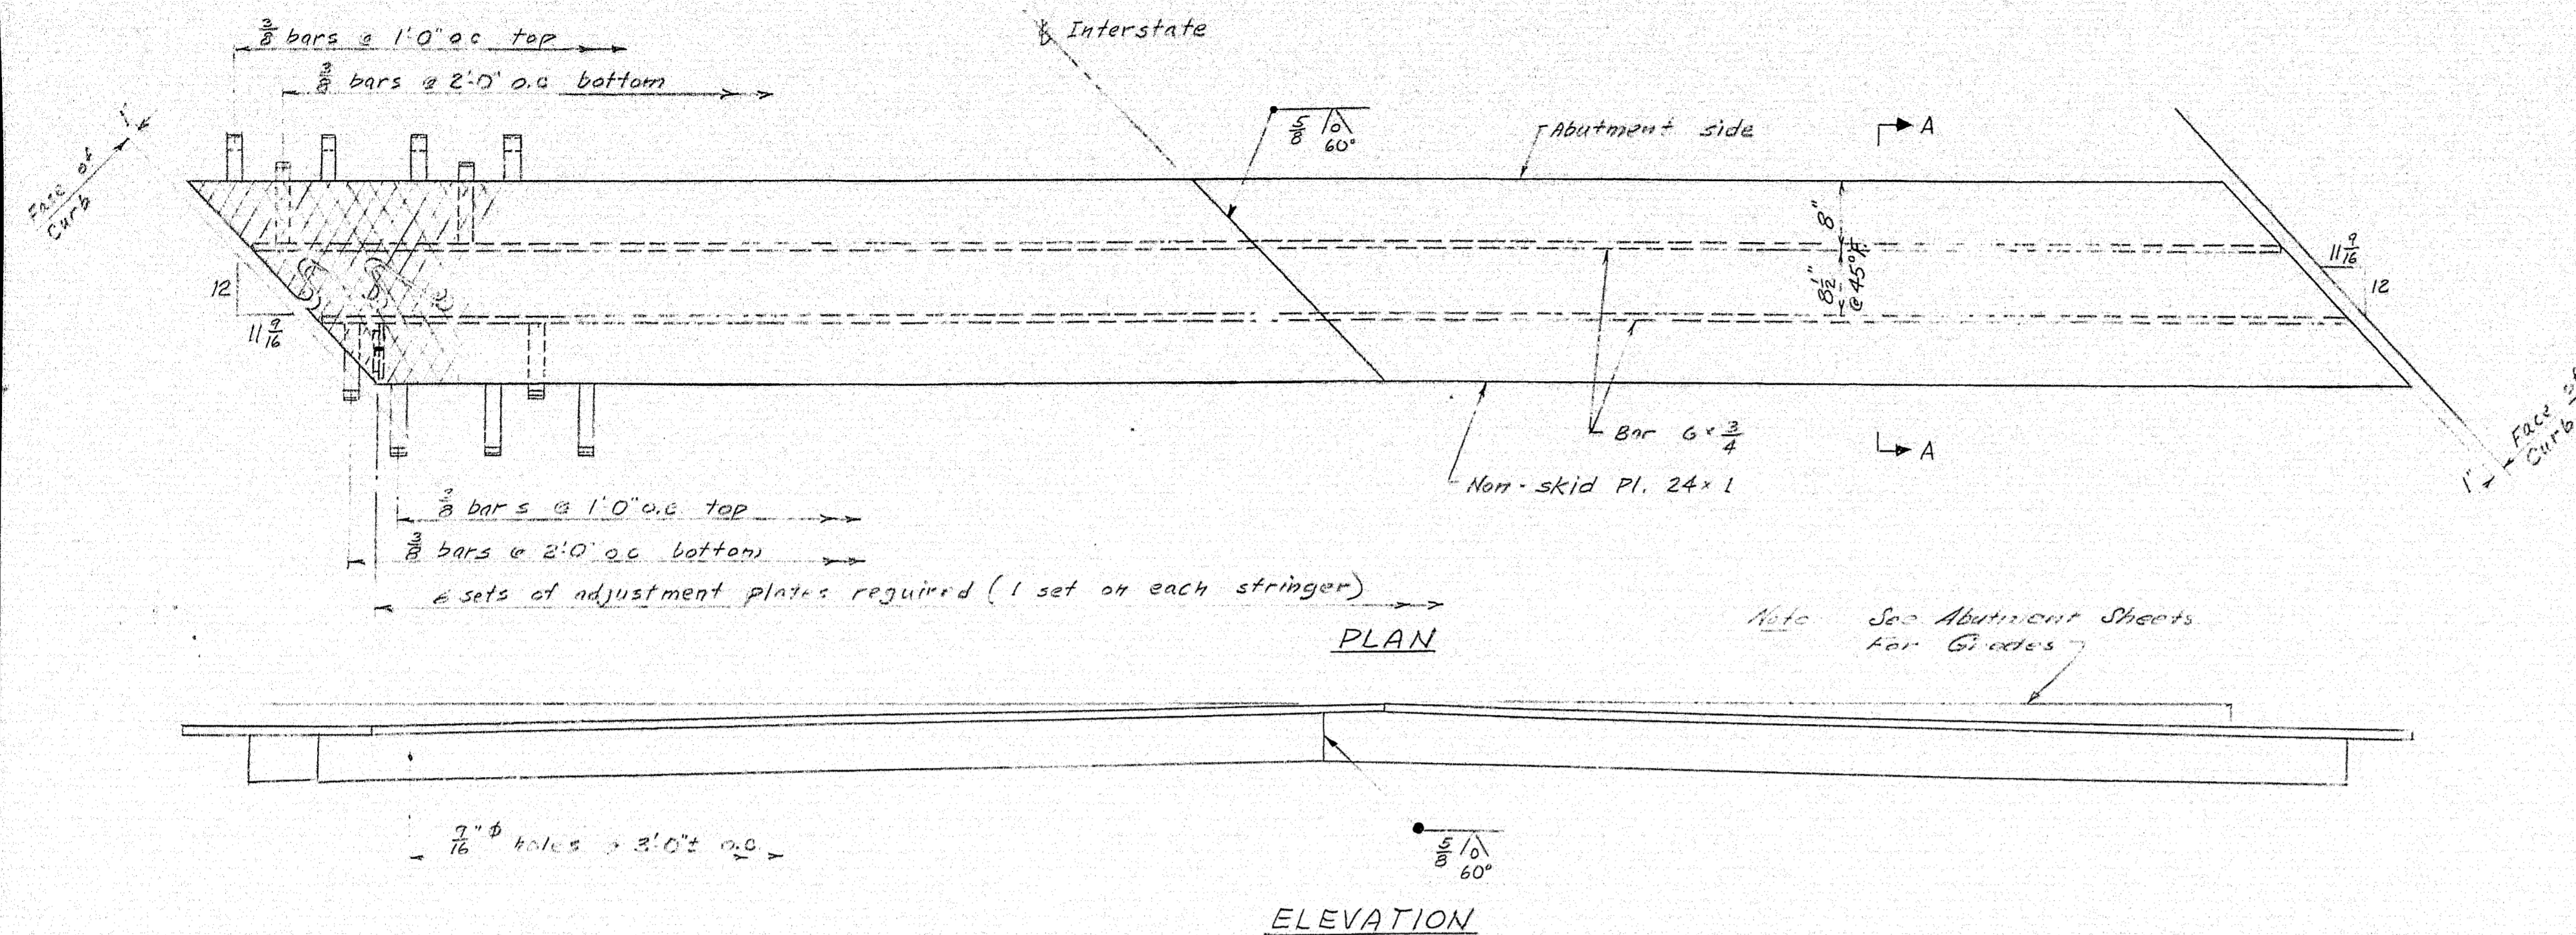 3/8 bars @ 1'-0" o.c. top
3/8 bars @ 2'-0" o.c. bottom
℄ Interstate
5/8 0 60°
Abutment side
A
1"
Face of
Curb
8"
8 1/2"
@ 45°F.
11 9/16
12
12
11 9/16
Bar 6 x 3/4
A
Non-skid Pl. 24 x 1
Face of
Curb
1"
3/8 bars @ 1'-0" o.c. top
3/8 bars @ 2'-0" o.c. bottom
sets of adjustment plates required (1 set on each stringer)
PLAN
Note See Abutment Sheets
For Grades
9/16" ϕ holes @ 3'-0"± o.c.
5/8 0 60°
ELEVATION